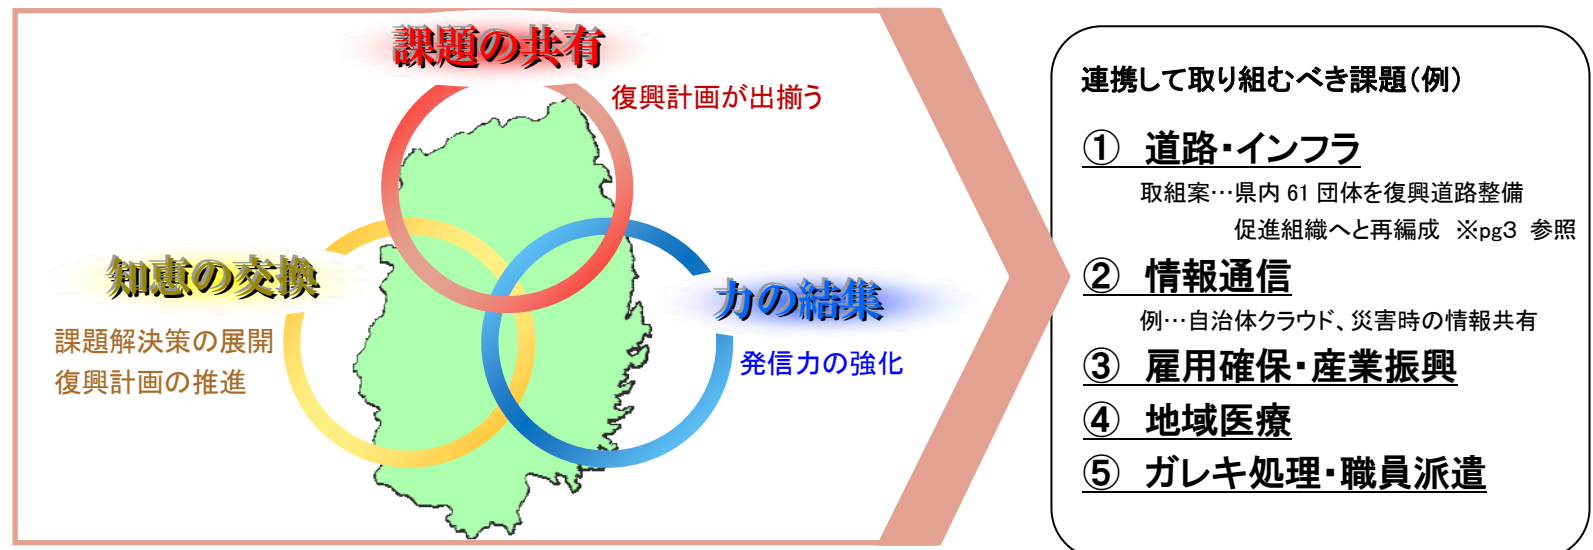 課題の共有
復興計画が出揃う
知恵の交換
課題解決策の展開
復興計画の推進
力の結集
発信力の強化
連携して取り組むべき課題(例)
① 道路・インフラ
取組案…県内 61 団体を復興道路整備
促進組織へと再編成 ※pg3 参照
② 情報通信
例…自治体クラウド、災害時の情報共有
③ 雇用確保・産業振興
④ 地域医療
⑤ ガレキ処理・職員派遣